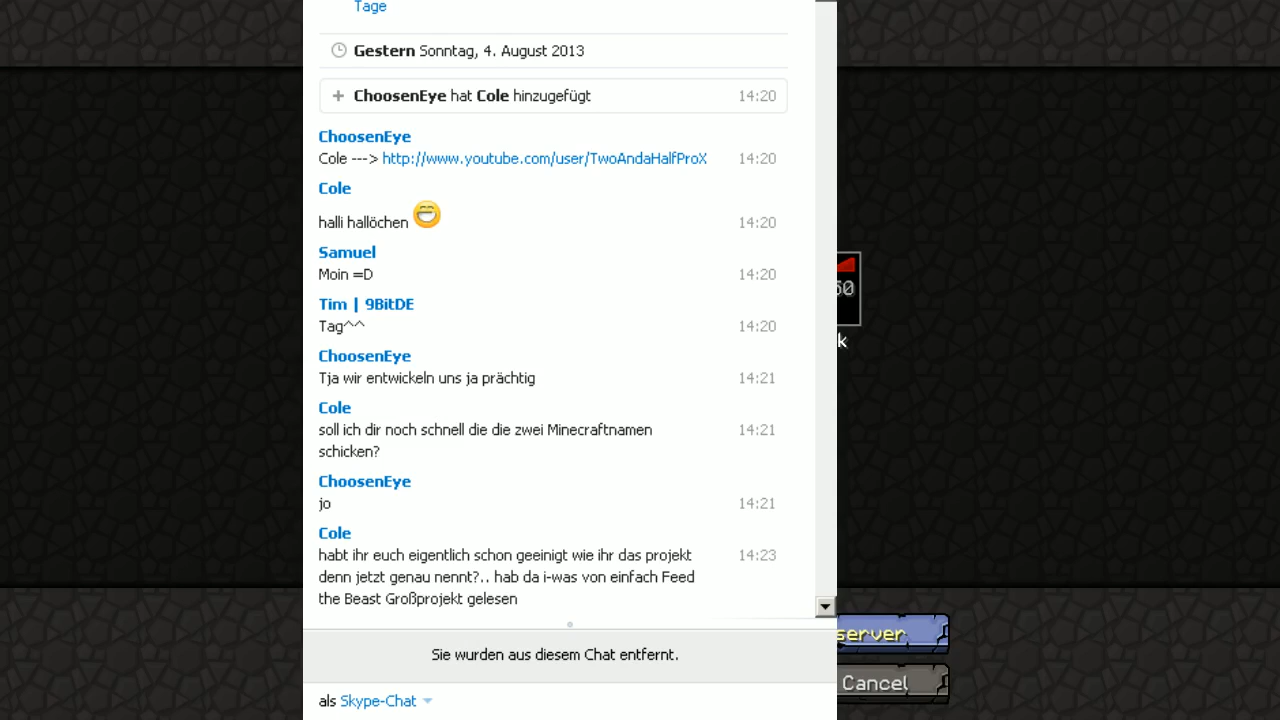 Tage
Gestern Sonntag, 4. August 2013
+ ChoosenEye hat Cole hinzugefügt 14:20
ChoosenEye
Cole ---> http://www.youtube.com/user/TwoAndaHalfProX 14:20
Cole
halli hallöchen 14:20
Samuel
Moin =D 14:20
Tim | 9BitDE
Tag^^ 14:20
ChoosenEye
Tja wir entwickeln uns ja prächtig 14:21
Cole
soll ich dir noch schnell die die zwei Minecraftnamen 14:21
schicken?
ChoosenEye
jo 14:21
Cole
habt ihr euch eigentlich schon geeinigt wie ihr das projekt 14:23
denn jetzt genau nennt?.. hab da i-was von einfach Feed
the Beast Großprojekt gelesen
Sie wurden aus diesem Chat entfernt.
als Skype-Chat
60
k
server
Cancel